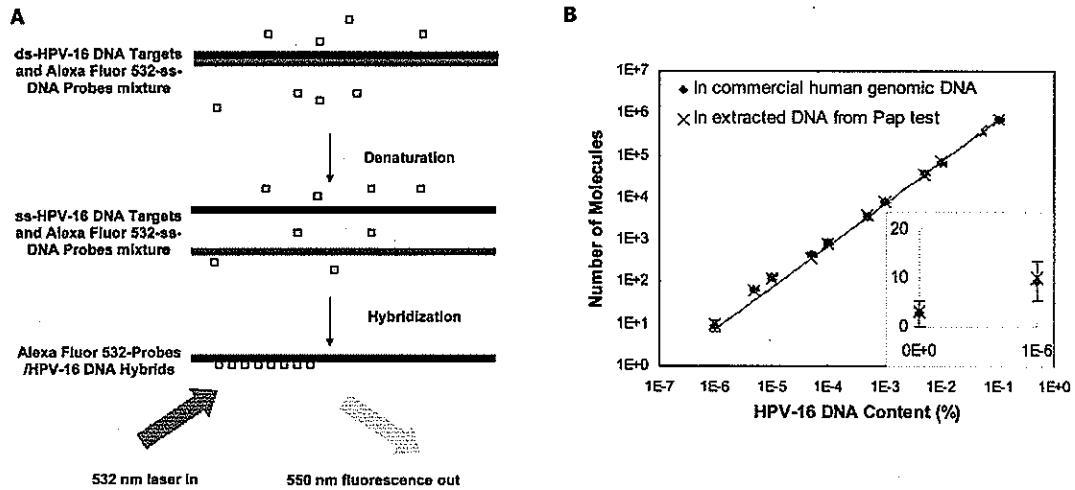 A
ds-HPV-16 DNA Targets
and Alexa Fluor 532-ss-
DNA Probes mixture
Denaturation
ss-HPV-16 DNA Targets
and Alexa Fluor 532-ss-
DNA Probes mixture
Hybridization
Alexa Fluor 532-Probes
/HPV-16 DNA Hybrids
532 nm laser in
550 nm fluorescence out
B
Number of Molecules
1E+7
1E+6
1E+5
1E+4
1E+3
1E+2
1E+1
1E+0
In commercial human genomic DNA
In extracted DNA from Pap test
20
10
0
0E+0
1E-6
1E-7 1E-6 1E-5 1E-4 1E-3 1E-2 1E-1 1E+0
HPV-16 DNA Content (%)